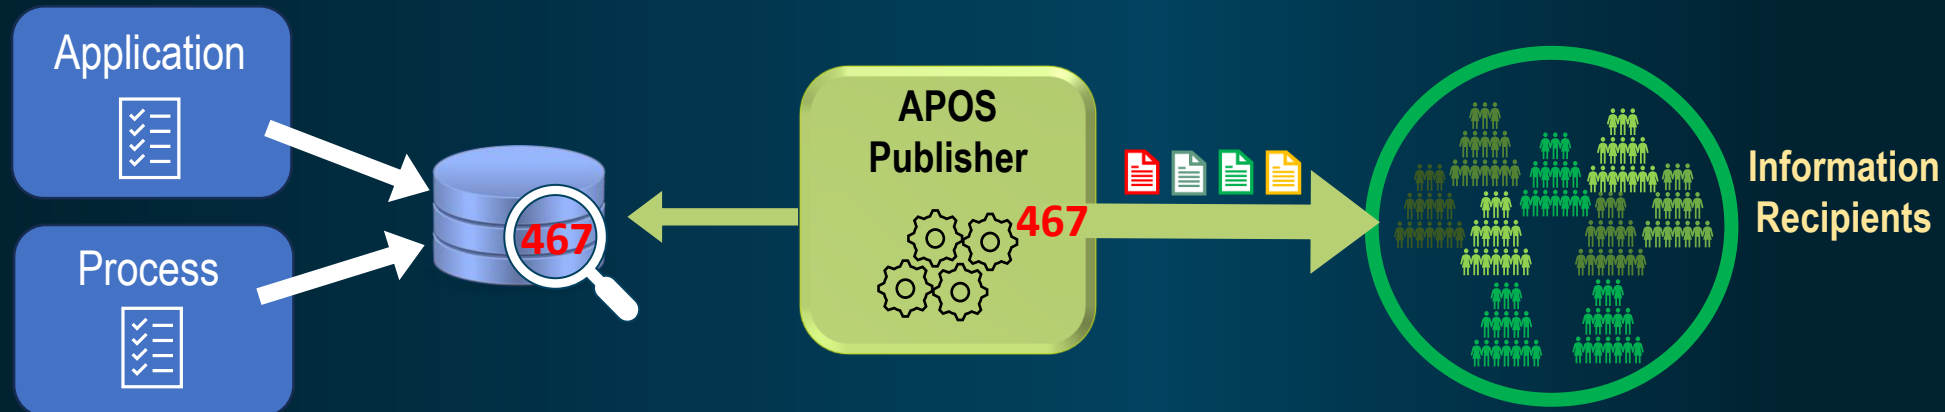 Application
Process
467
APOS
Publisher
467
Information
Recipients